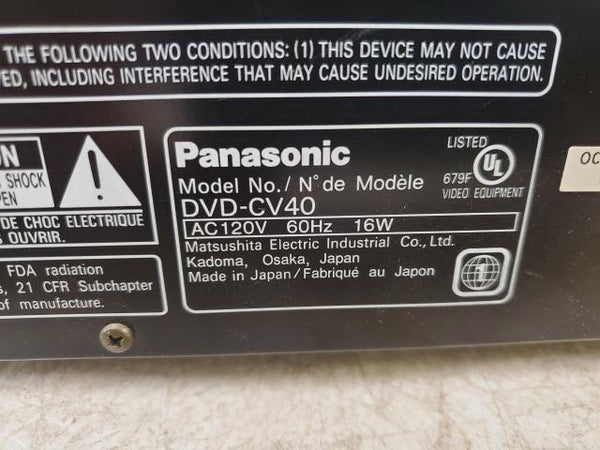 THE FOLLOWING TWO CONDITIONS: (1) THIS DEVICE MAY NOT CAUSE
INCLUDING INTERFERENCE THAT MAY CAUSE UNDESIRED OPERATION.
SHOCK
DE CHOC ELECTRIQUE
OUVRIR.
FDA radiation
21 CFR Subchapter
of manufacture.
Panasonic
Model No./N° de Modèle
DVD-CV40
AC120V 60Hz 16W
Matsushita Electric Industrial Co., Ltd.
Kadoma, Osaka, Japan
Made in Japan/Fabriqué au Japon
LISTED
UL
679F
VIDEO EQUIPMENT
1
OC